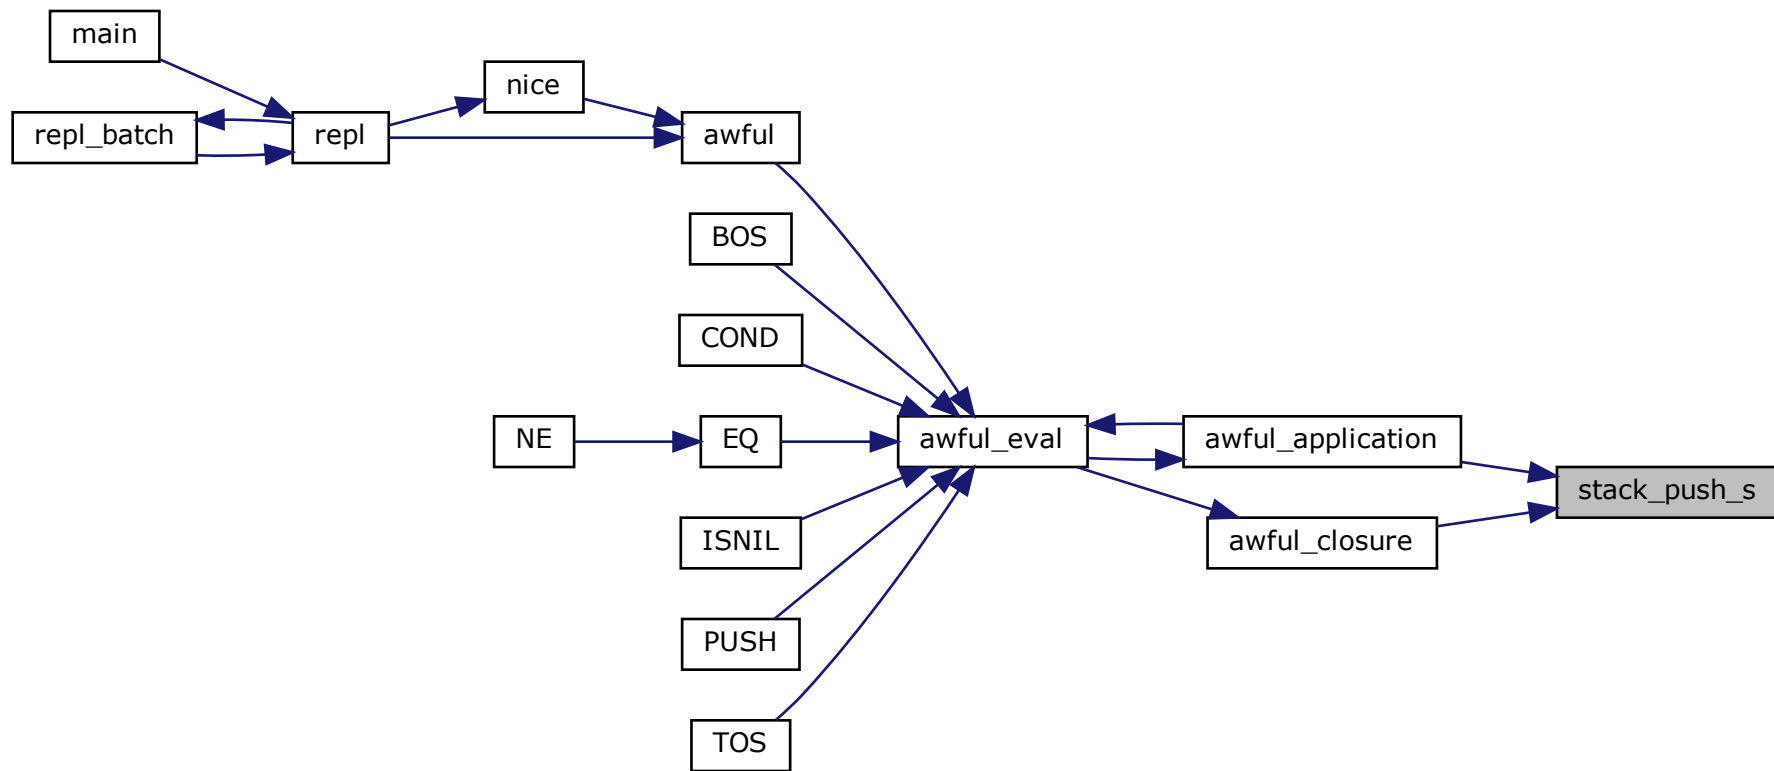 main
nice
repl_batch
repl
awful
BOS
COND
NE
EQ
awful_eval
awful_application
stack_push_s
ISNIL
awful_closure
PUSH
TOS